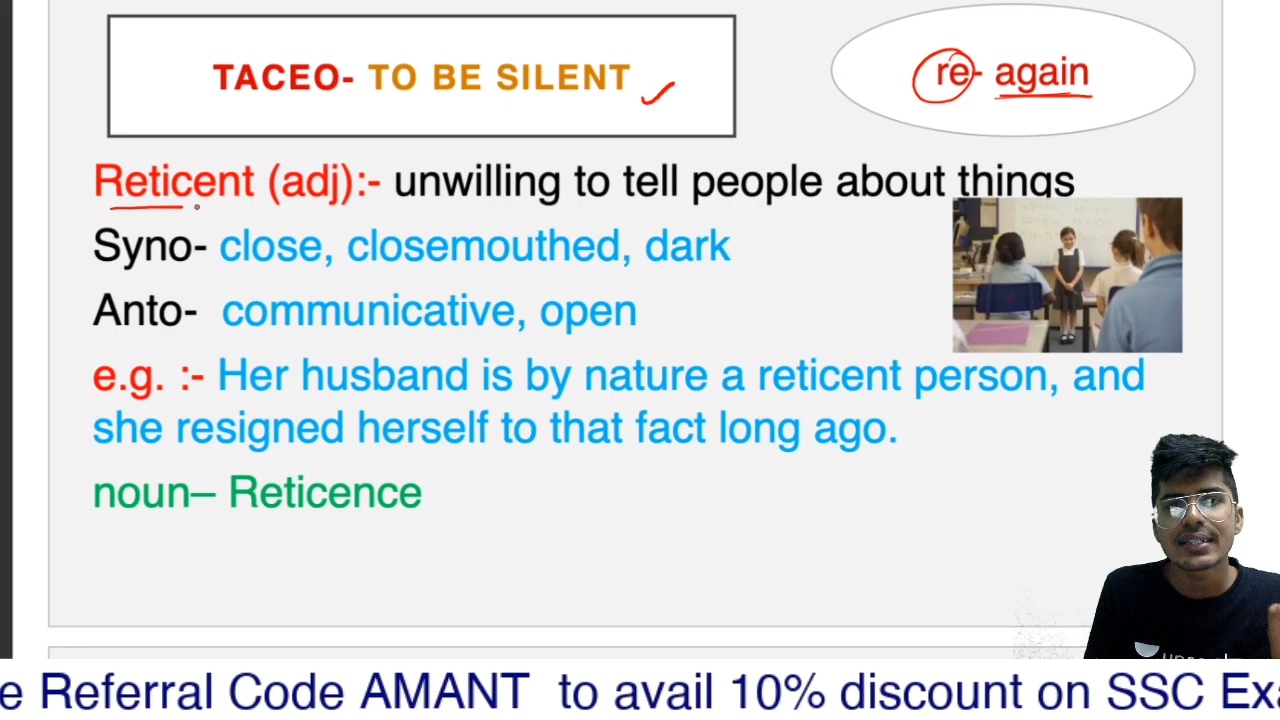 TACEO- TO BE SILENT
re- again
Reticent (adj):- unwilling to tell people about things
Syno- close, closemouthed, dark
Anto- communicative, open
e.g. :- Her husband is by nature a reticent person, and
she resigned herself to that fact long ago.
noun– Reticence
e Referral Code AMANT to avail 10% discount on SSC Exa